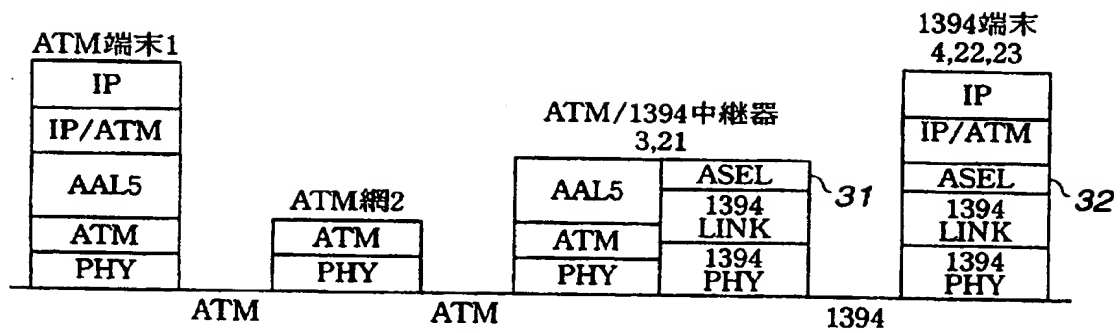 ATM端末1
IP
IP/ATM
AAL5
ATM
PHY
ATM
ATM網2
ATM
PHY
ATM
ATM/1394中継器
3,21
AAL5
ATM
PHY
ASEL
1394
LINK
1394
PHY
31
1394
1394端末
4,22,23
IP
IP/ATM
ASEL
1394
LINK
1394
PHY
32